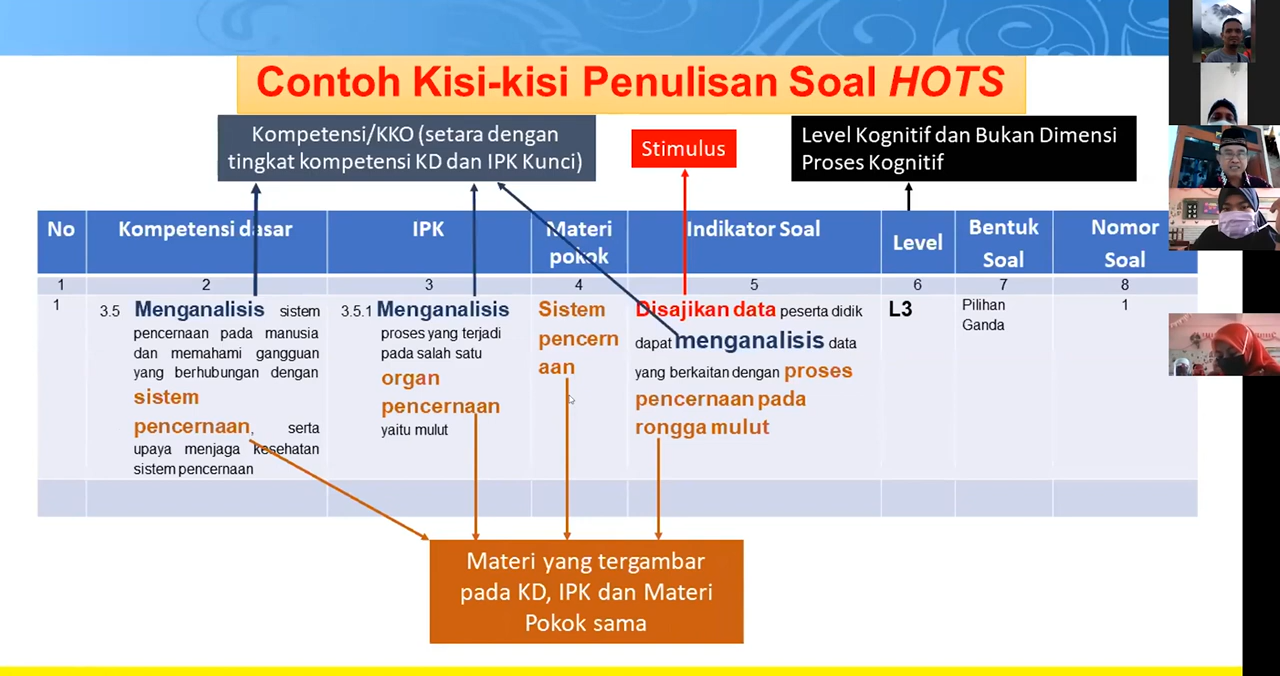 Contoh Kisi-kisi Penulisan Soal HOTS
Kompetensi/KKO (setara dengan
tingkat kompetensi KD dan IPK Kunci)
Stimulus
Level Kognitif dan Bukan Dimensi
Proses Kognitif
No
Kompetensi dasar
IPK
Materi
pokok
Indikator Soal
Level
Bentuk
Soal
Nomor
Soal
1
2
3
4
5
6
7
8
1
3.5 Menganalisis sistem
pencernaan pada manusia
dan memahami gangguan
yang berhubungan dengan
sistem
pencernaan, serta
upaya menjaga kesehatan
sistem pencernaan
3.5.1 Menganalisis
proses yang terjadi
pada salah satu
organ
pencernaan
yaitu mulut
Sistem
pencern
aan
Disajikan data peserta didik
dapat menganalisis data
yang berkaitan dengan proses
pencernaan pada
rongga mulut
L3
Pilihan
Ganda
1
Materi yang tergambar
pada KD, IPK dan Materi
Pokok sama